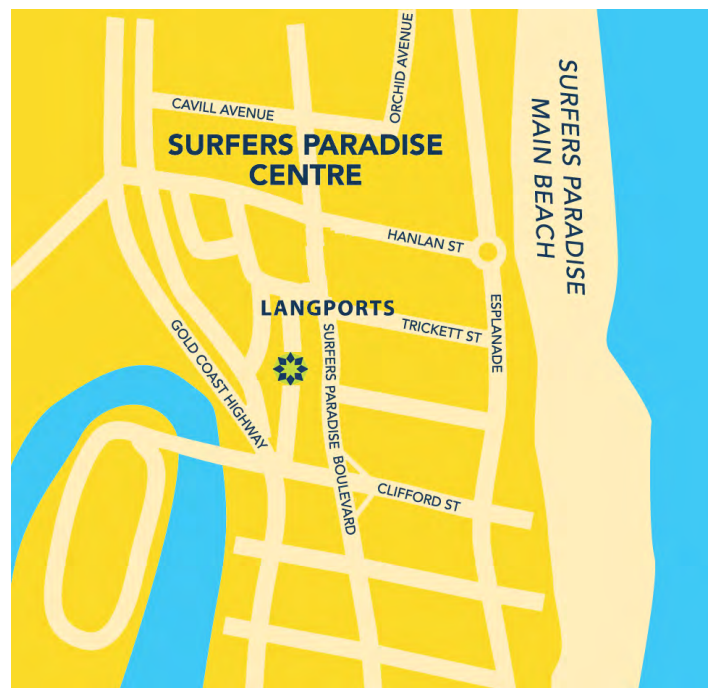 ORCHID AVENUE
CAVILL AVENUE
SURFERS PARADISE
CENTRE
SURFERS PARADISE
MAIN BEACH
HANLAN ST
LANGPORTS
ESPLANADE
TRICKETT ST
GOLD COAST HIGHWAY
SURFERS PARADISE BOULEVARD
CLIFFORD ST